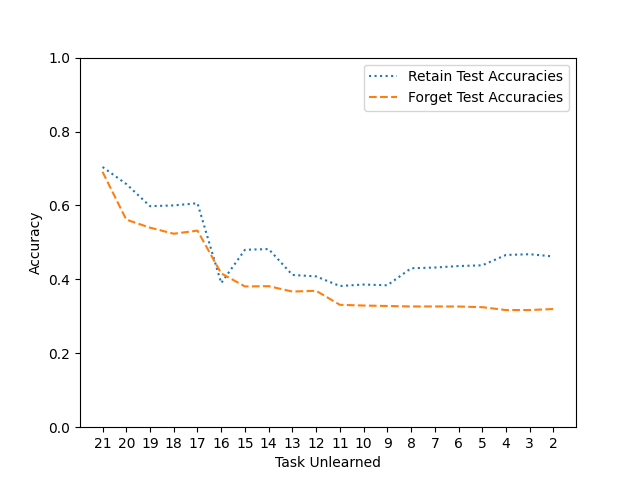 1.0
0.8
0.6
0.4
0.2
0.0
Accuracy
Retain Test Accuracies
Forget Test Accuracies
21 20 19 18 17 16 15 14 13 12 11 10 9 8 7 6 5 4 3 2
Task Unlearned